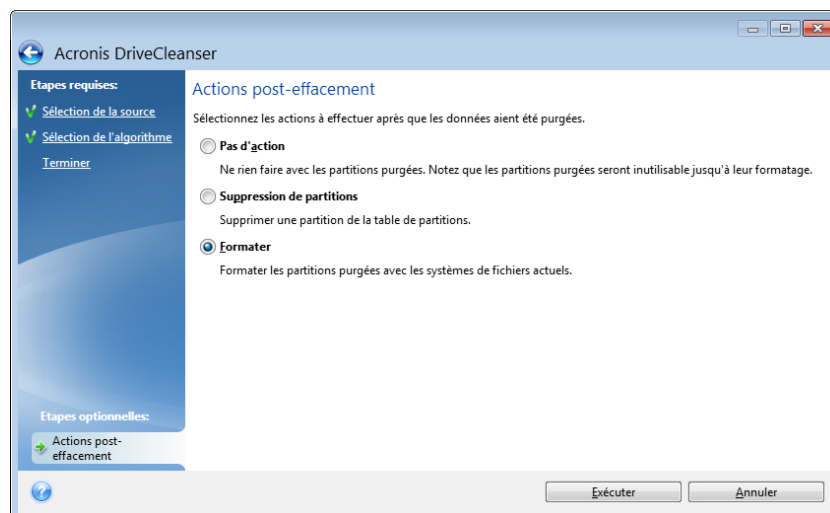 Acronis DriveCleanser
Etapes requises:
Sélection de la source
Sélection de l'algorithme
Terminer
Actions post-effacement
Sélectionnez les actions à effectuer après que les données aient été purgées.
Pas d'action
Ne rien faire avec les partitions purgées. Notez que les partitions purgées seront inutilisable jusqu'à leur formatage.
Suppression de partitions
Supprimer une partition de la table de partitions.
Formater
Formater les partitions purgées avec les systèmes de fichiers actuels.
Etapes optionnelles:
Actions post-
effacement
Exécuter
Annuler